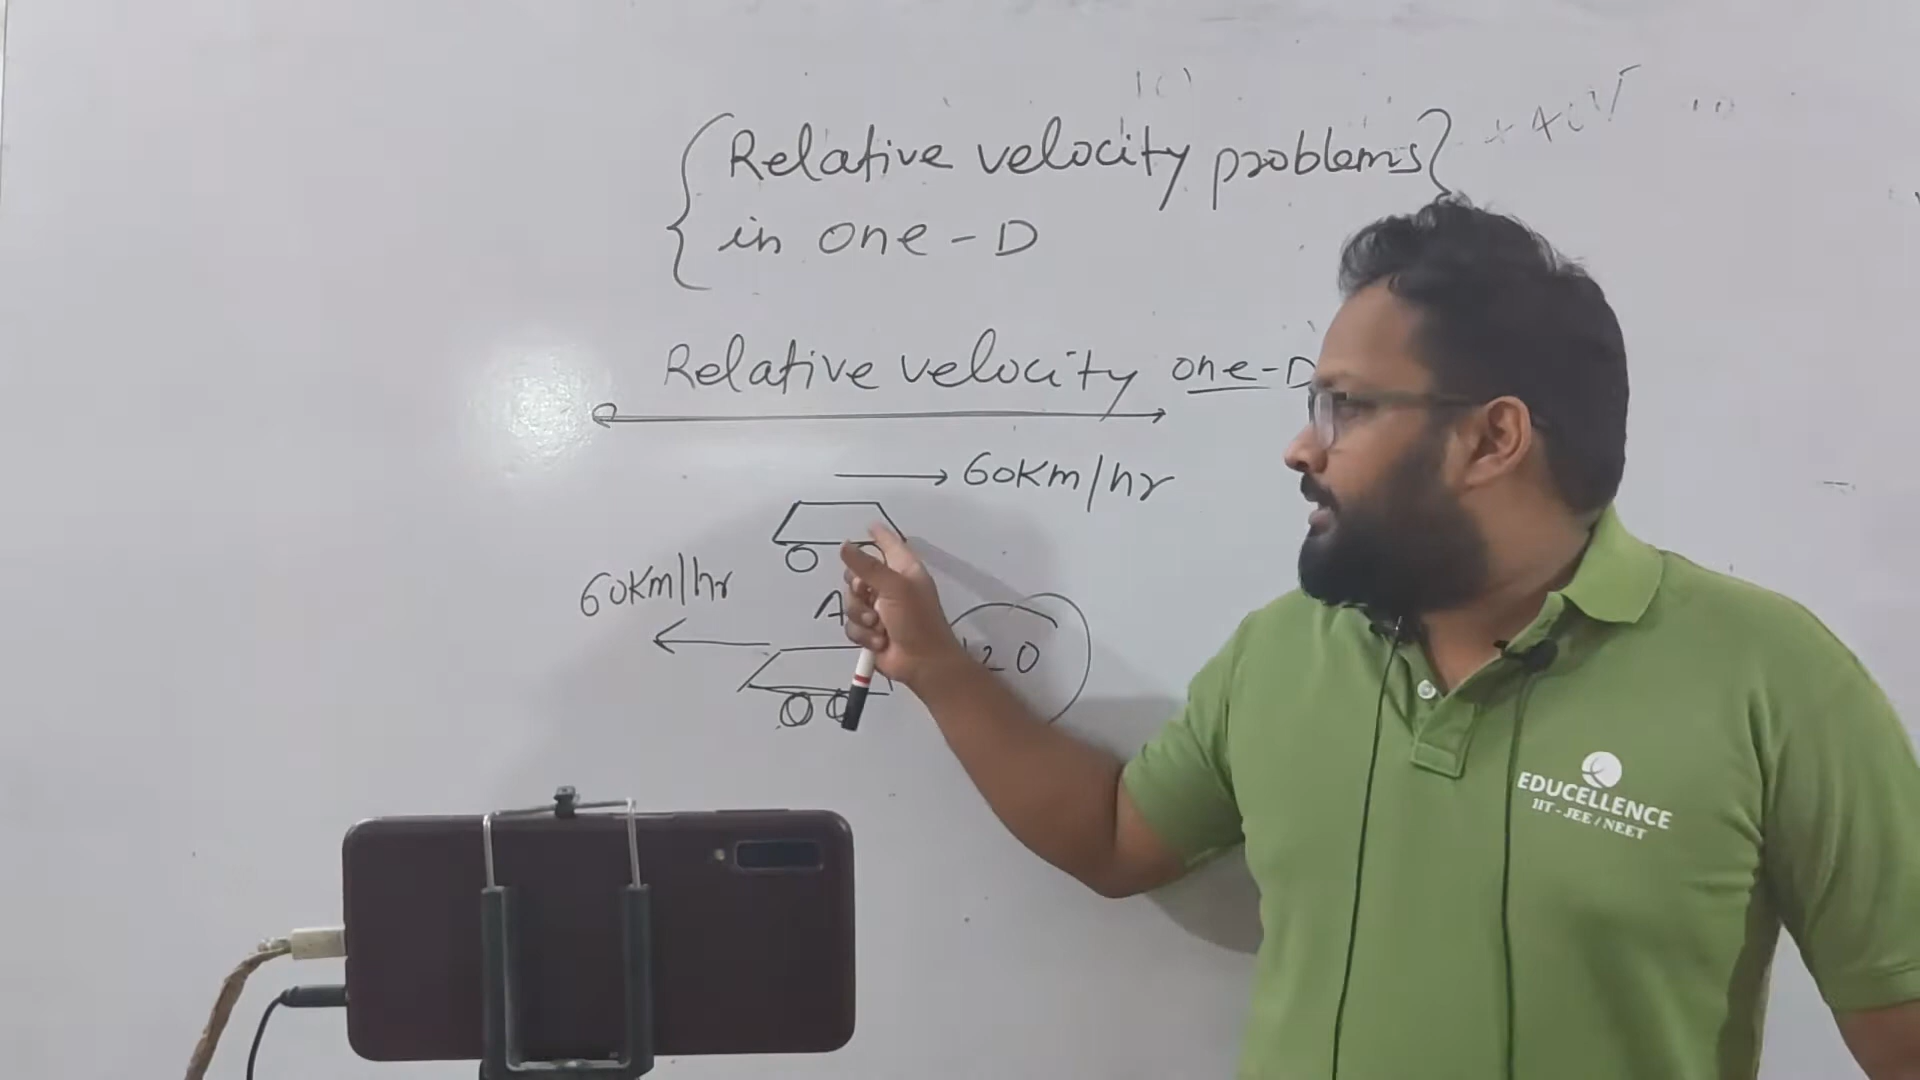 Relative velocity problems
in one-D
Relative velocity one-D
60Km/hr
60Km/hr
A
120
EDUCELLENCE
IIT - JEE / NEET